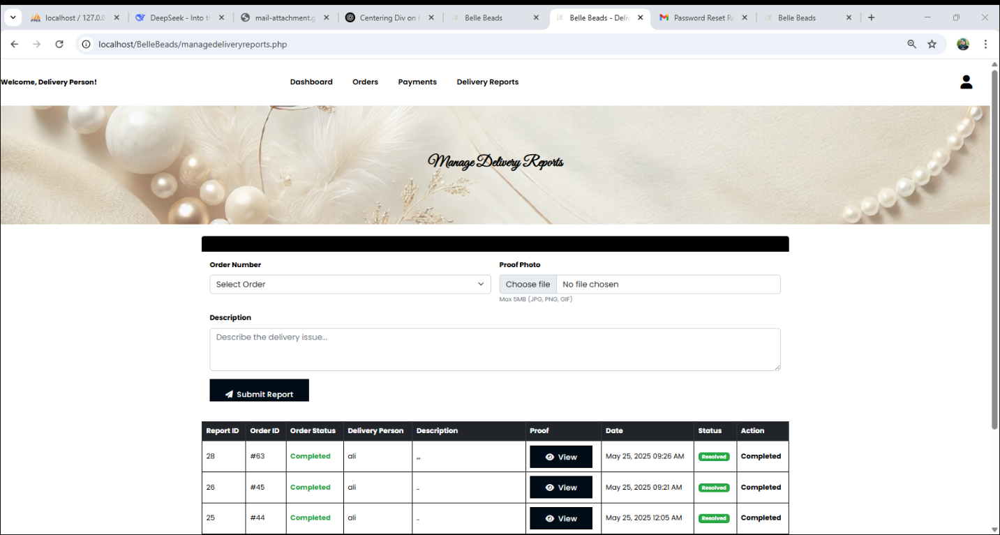 localhost / 127.0.0
DeepSeek - Into th
mail-attachment.g
Centering Div on
Belle Beads
Belle Beads - Deliv
Password Reset Re
Belle Beads
localhost/BelleBeads/managedeliveryreports.php
Welcome, Delivery Person!
Dashboard Orders Payments Delivery Reports
Manage Delivery Reports
Order Number Proof Photo
Select Order Choose file No file chosen
Max 5MB (JPG, PNG, GIF)
Description
Describe the delivery issue...
Submit Report
Report ID Order ID Order Status Delivery Person Description Proof Date Status Action
28 #63 Completed ali ,,, View May 25, 2025 09:26 AM Resolved Completed
26 #45 Completed ali - View May 25, 2025 09:21 AM Resolved Completed
25 #44 Completed ali - View May 25, 2025 12:05 AM Resolved Completed